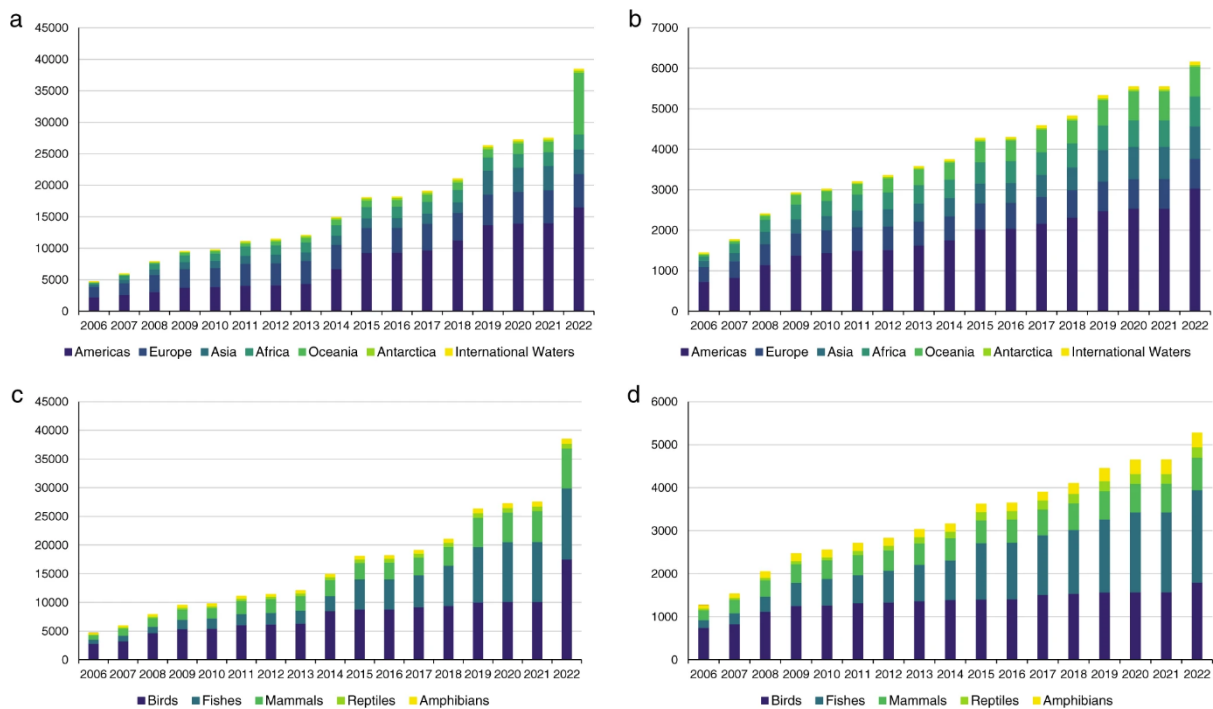 a
45000
40000
35000
30000
25000
20000
15000
10000
5000
0
2006 2007 2008 2009 2010 2011 2012 2013 2014 2015 2016 2017 2018 2019 2020 2021 2022
Americas Europe Asia Africa Oceania Antarctica International Waters
b
7000
6000
5000
4000
3000
2000
1000
0
2006 2007 2008 2009 2010 2011 2012 2013 2014 2015 2016 2017 2018 2019 2020 2021 2022
Americas Europe Asia Africa Oceania Antarctica International Waters
c
45000
40000
35000
30000
25000
20000
15000
10000
5000
0
2006 2007 2008 2009 2010 2011 2012 2013 2014 2015 2016 2017 2018 2019 2020 2021 2022
Birds Fishes Mammals Reptiles Amphibians
d
6000
5000
4000
3000
2000
1000
0
2006 2007 2008 2009 2010 2011 2012 2013 2014 2015 2016 2017 2018 2019 2020 2021 2022
Birds Fishes Mammals Reptiles Amphibians